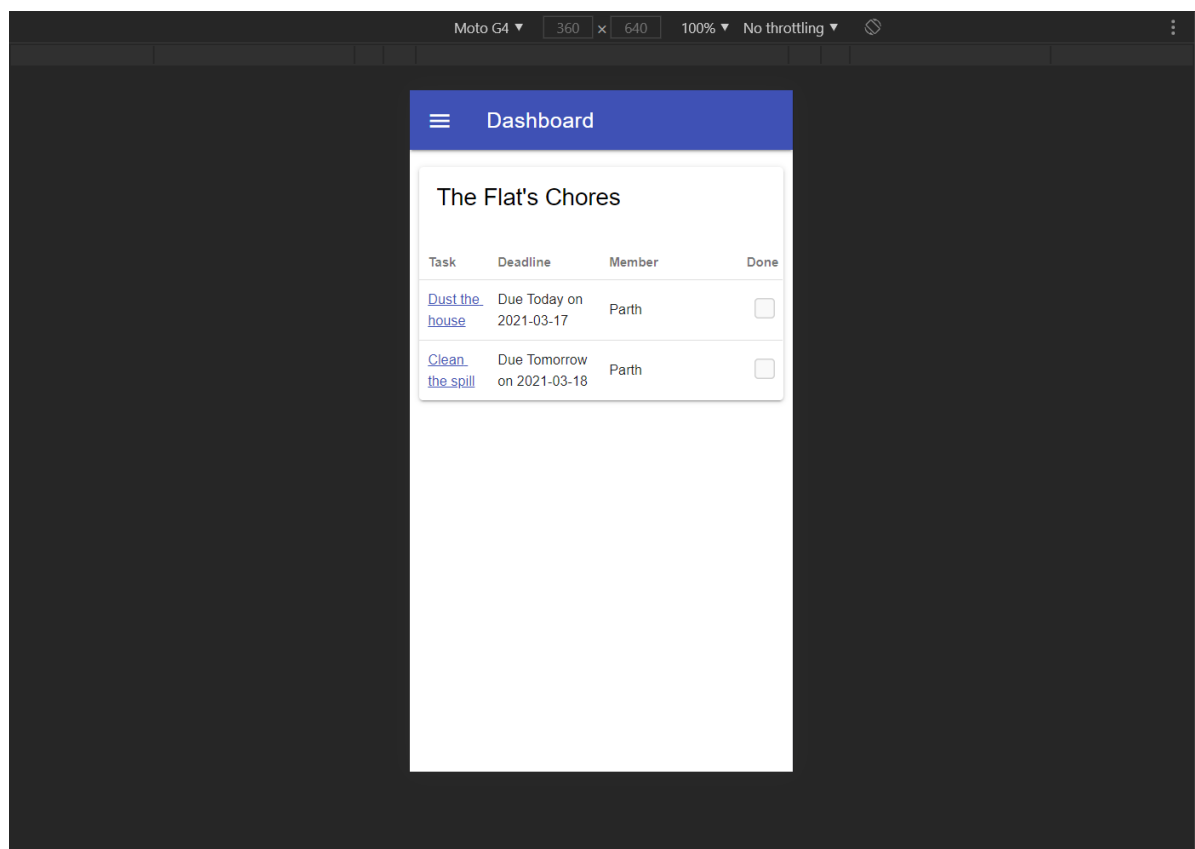 Moto G4 ▼ 360 × 640 100% ▼ No throttling ▼
Dashboard
The Flat's Chores
Task Deadline Member Done
Dust the
house
Due Today on
2021-03-17
Parth
Clean
the spill
Due Tomorrow
on 2021-03-18
Parth